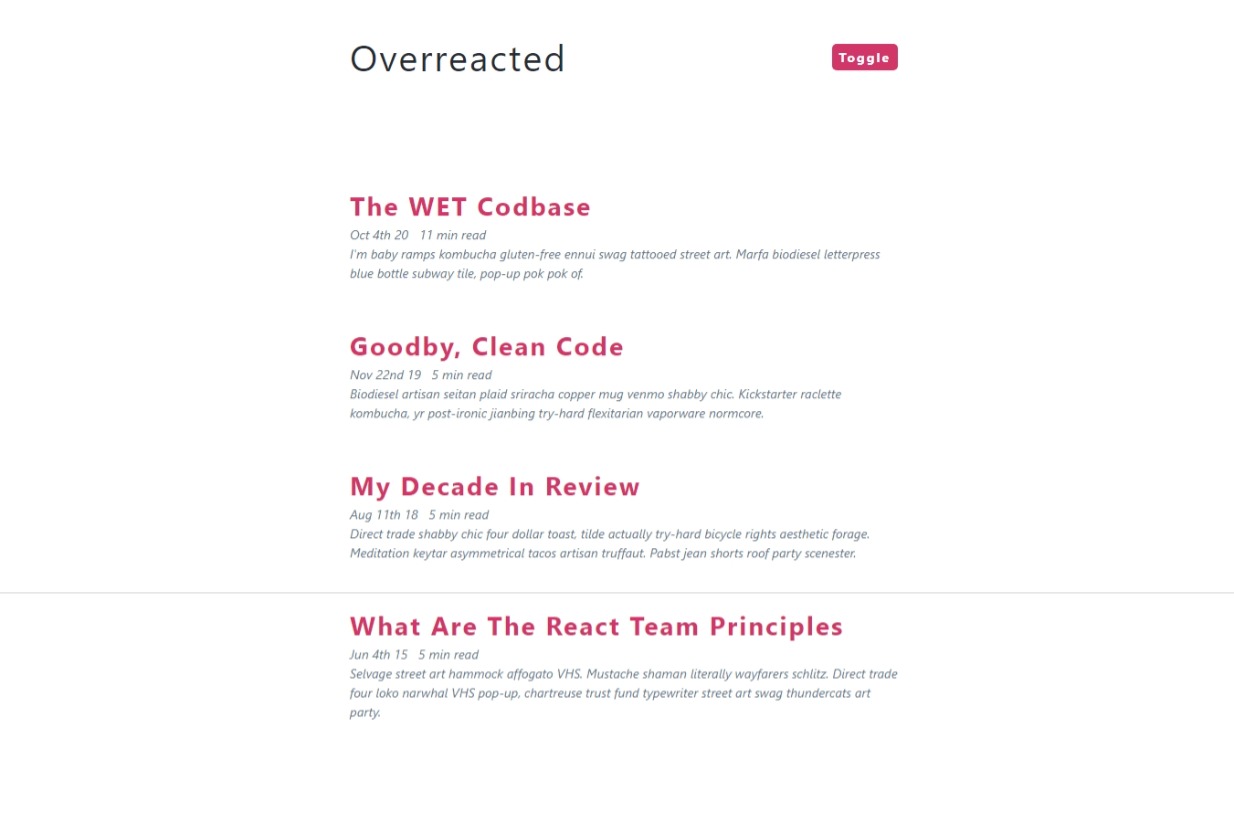 Overreacted
Toggle
The WET Codbase
Oct 4th 20 11 min read
I'm baby ramps kombucha gluten-free ennui swag tattooed street art. Marfa biodiesel letterpress
blue bottle subway tile, pop-up pok pok of.
Goodby, Clean Code
Nov 22nd 19 5 min read
Biodiesel artisan seitan plaid sriracha copper mug venmo shabby chic. Kickstarter raclette
kombucha, yr post-ironic jianbing try-hard flexitarian vaporware normcore.
My Decade In Review
Aug 11th 18 5 min read
Direct trade shabby chic four dollar toast, tilde actually try-hard bicycle rights aesthetic forage.
Meditation keytar asymmetrical tacos artisan truffaut. Pabst jean shorts roof party scenester.
What Are The React Team Principles
Jun 4th 15 5 min read
Selvage street art hammock affogato VHS. Mustache shaman literally wayfarers schlitz. Direct trade
four loko narwhal VHS pop-up, chartreuse trust fund typewriter street art swag thundercats art
party.